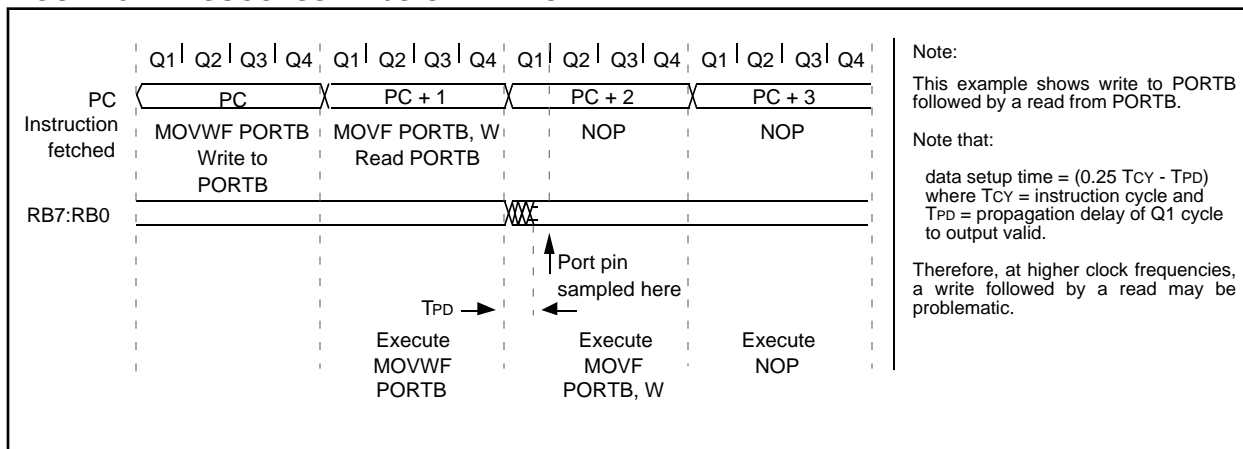 Q1 Q2 Q3 Q4 Q1 Q2 Q3 Q4 Q1 Q2 Q3 Q4 Q1 Q2 Q3 Q4
PC PC PC + 1 PC + 2 PC + 3
Instruction fetched
MOVWF PORTB
Write to
PORTB
MOVF PORTB, W
Read PORTB
NOP
NOP
RB7:RB0
Port pin
sampled here
TPD
Execute
MOVWF
PORTB
Execute
MOVF
PORTB, W
Execute
NOP
Note:
This example shows write to PORTB
followed by a read from PORTB.
Note that:
data setup time = (0.25 TCY - TPD)
where TCY = instruction cycle and
TPD = propagation delay of Q1 cycle
to output valid.
Therefore, at higher clock frequencies,
a write followed by a read may be
problematic.